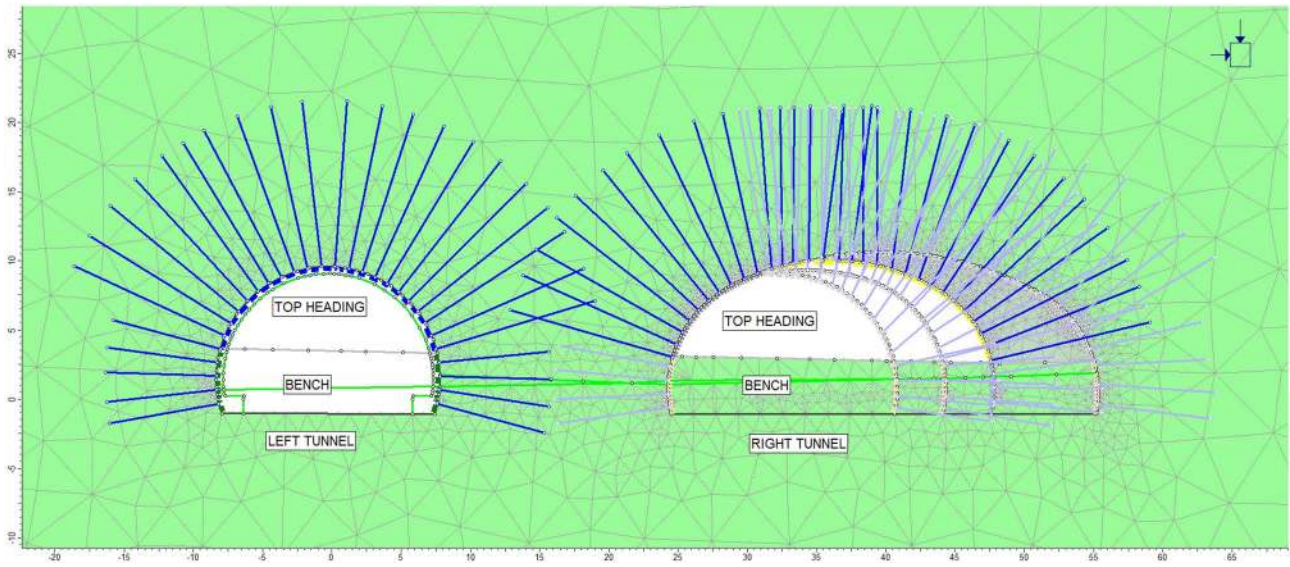 25
20
15
10
5
0
-5
-10
TOP HEADING
TOP HEADING
BENCH
BENCH
LEFT TUNNEL
RIGHT TUNNEL
-20 -15 -10 -5 0 5 10 15 20 25 30 35 40 45 50 55 60 65